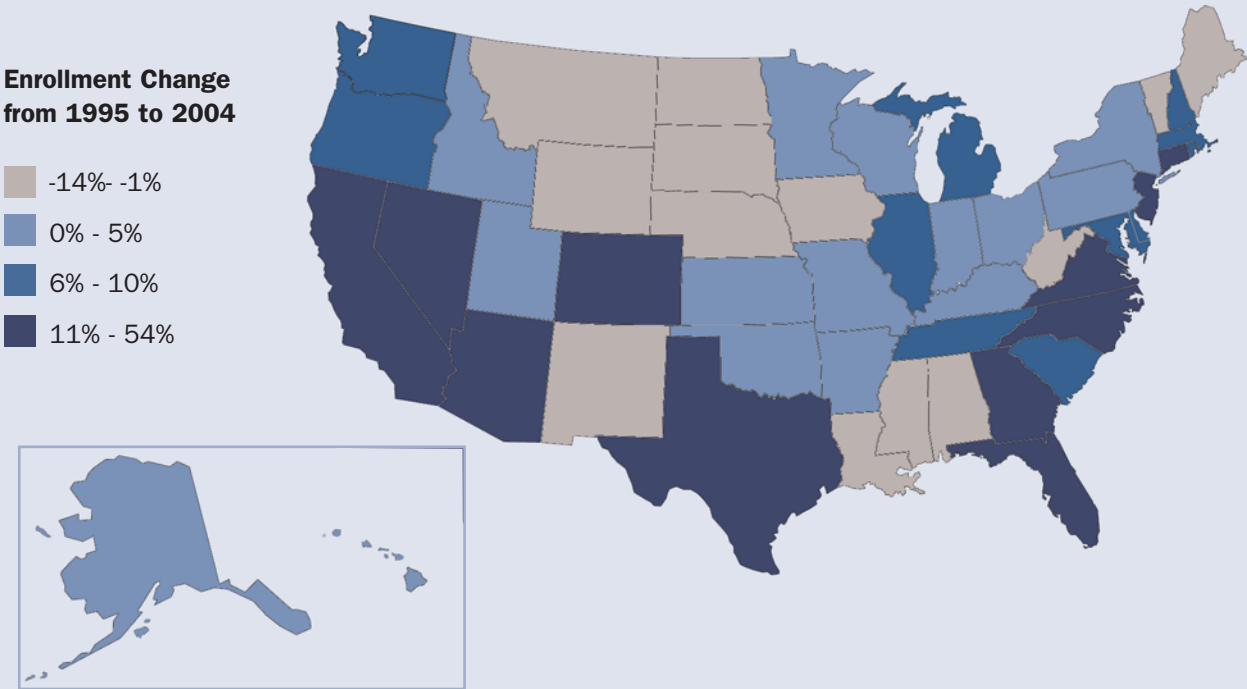 Enrollment Change
from 1995 to 2004
-14%- -1%
0% - 5%
6% - 10%
11% - 54%